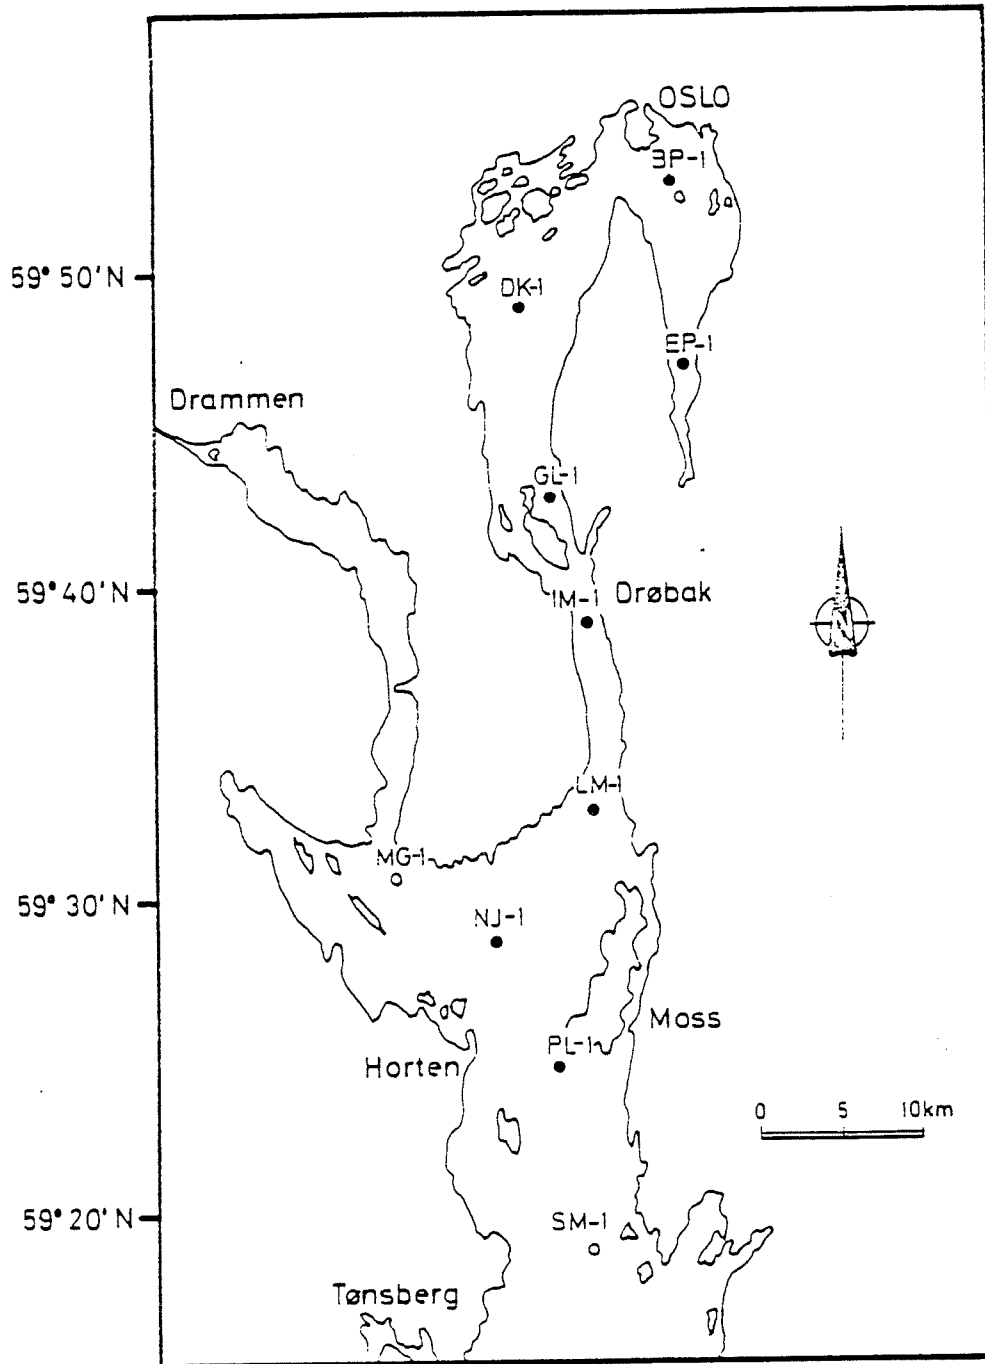 OSLO
BP-1
59°50'N
DK-1
EP-1
Drammen
GL-1
59°40'N
IM-1
Drøbak
LM-1
MG-1
59°30'N
NJ-1
Moss
PL-1
Horten
0 5 10km
59°20'N
SM-1
Tønsberg